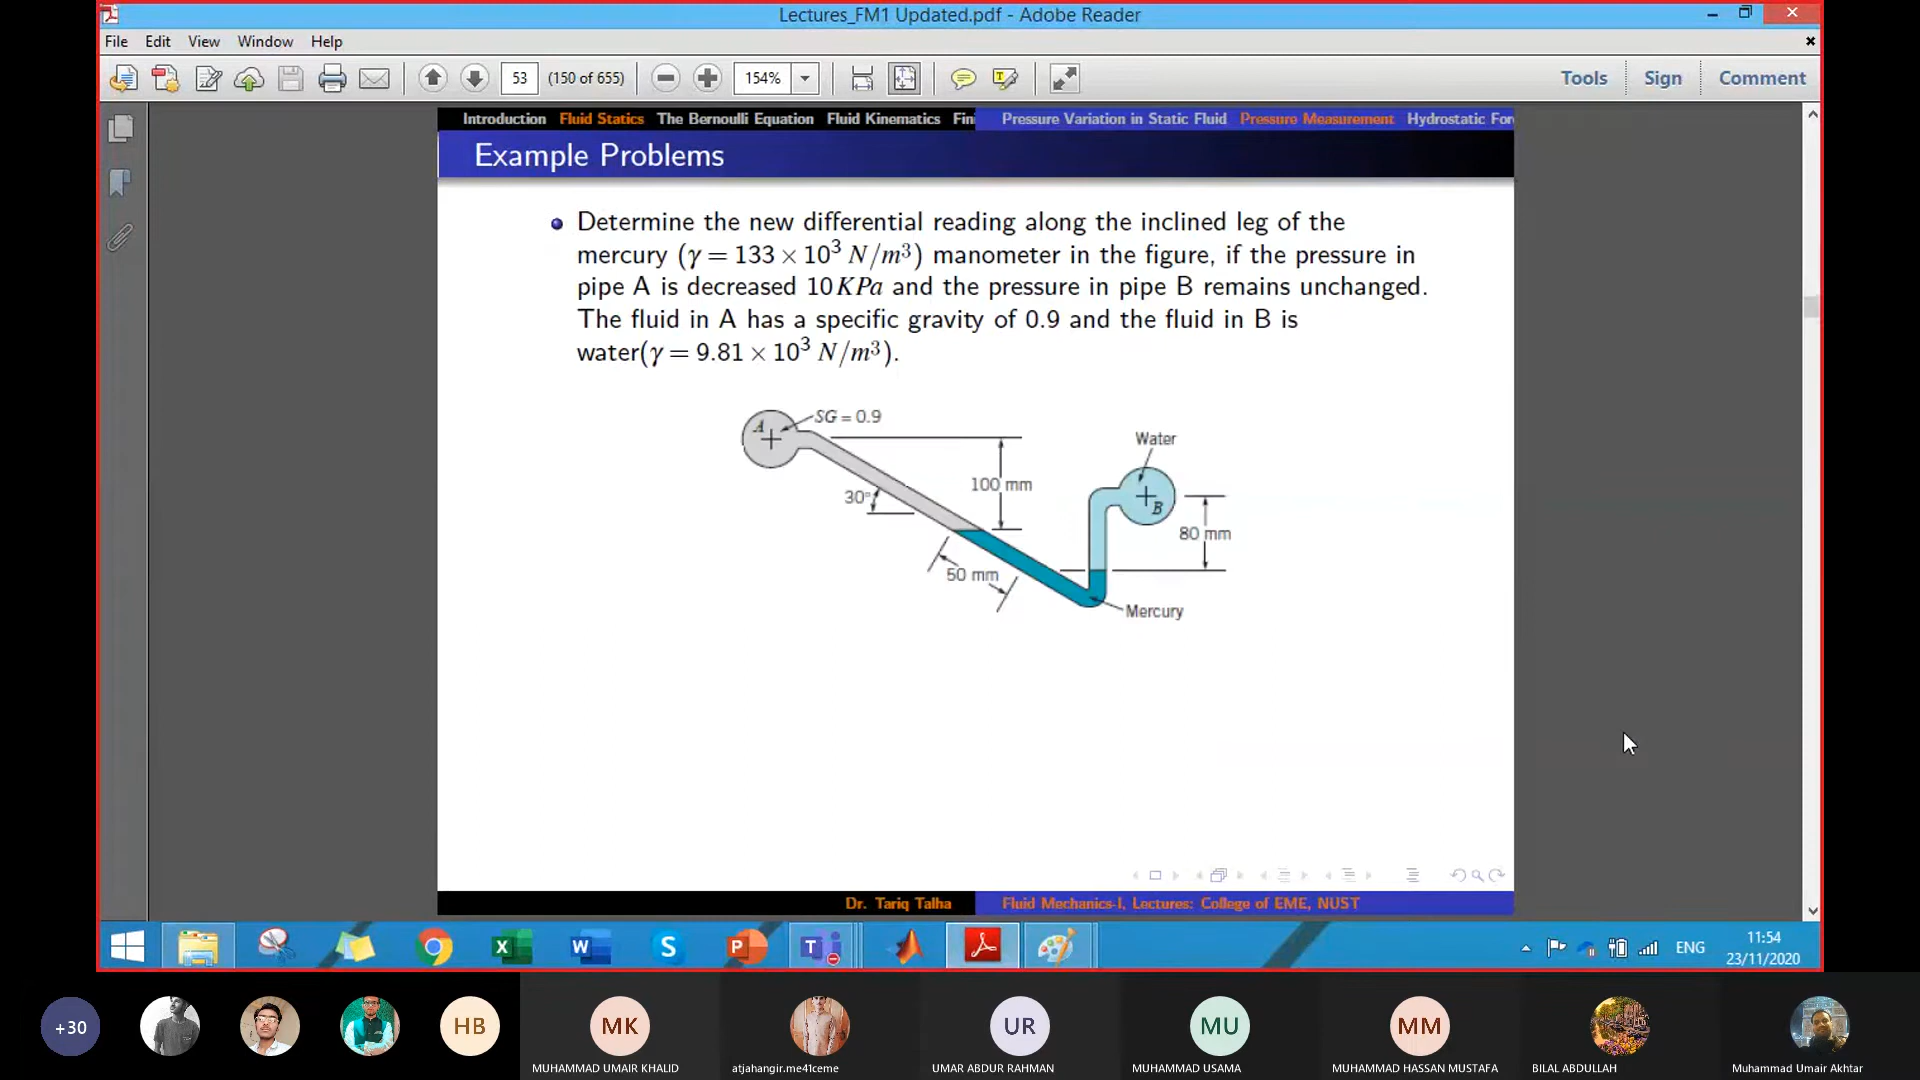 Lectures_FM1 Updated.pdf - Adobe Reader
File Edit View Window Help
53 (150 of 655) 154% Tools Sign Comment
Introduction Fluid Statics The Bernoulli Equation Fluid Kinematics Fini Pressure Variation in Static Fluid Pressure Measurement Hydrostatic For
Example Problems
Determine the new differential reading along the inclined leg of the
mercury (γ = 133 × 10³ N/m³) manometer in the figure, if the pressure in
pipe A is decreased 10 KPa and the pressure in pipe B remains unchanged.
The fluid in A has a specific gravity of 0.9 and the fluid in B is
water(γ = 9.81 × 10³ N/m³).
A
SG = 0.9
Water
100 mm
30°
B
80 mm
50 mm
Mercury
Dr. Tariq Talha Fluid Mechanics-I, Lectures: College of EME, NUST
ENG
11:54
23/11/2020
+30 HB MK UR MU MM
MUHAMMAD UMAIR KHALID atjahangir.me41ceme UMAR ABDUR RAHMAN MUHAMMAD USAMA MUHAMMAD HASSAN MUSTAFA BILAL ABDULLAH Muhammad Umair Akhtar